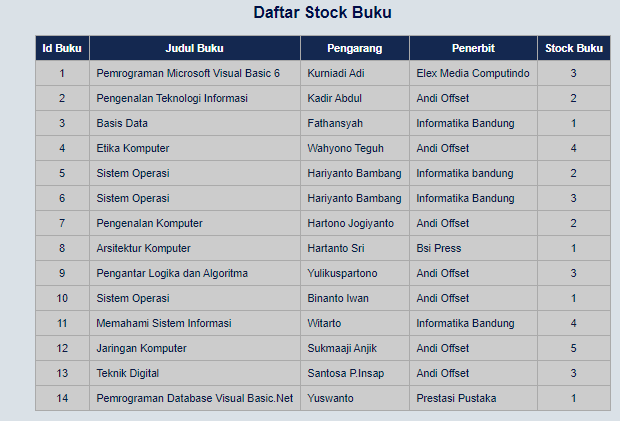 Daftar Stock Buku
Id Buku Judul Buku Pengarang Penerbit Stock Buku
1 Pemrograman Microsoft Visual Basic 6 Kurniadi Adi Elex Media Computindo 3
2 Pengenalan Teknologi Informasi Kadir Abdul Andi Offset 2
3 Basis Data Fathansyah Informatika Bandung 1
4 Etika Komputer Wahyono Teguh Andi Offset 4
5 Sistem Operasi Hariyanto Bambang Informatika bandung 2
6 Sistem Operasi Hariyanto Bambang Informatika Bandung 3
7 Pengenalan Komputer Hartono Jogiyanto Andi Offset 2
8 Arsitektur Komputer Hartanto Sri Bsi Press 1
9 Pengantar Logika dan Algoritma Yulikuspartono Andi Offset 3
10 Sistem Operasi Binanto Iwan Andi Offset 1
11 Memahami Sistem Informasi Witarto Informatika Bandung 4
12 Jaringan Komputer Sukmaaji Anjik Andi Offset 5
13 Teknik Digital Santosa P.Insap Andi Offset 3
14 Pemrograman Database Visual Basic.Net Yuswanto Prestasi Pustaka 1